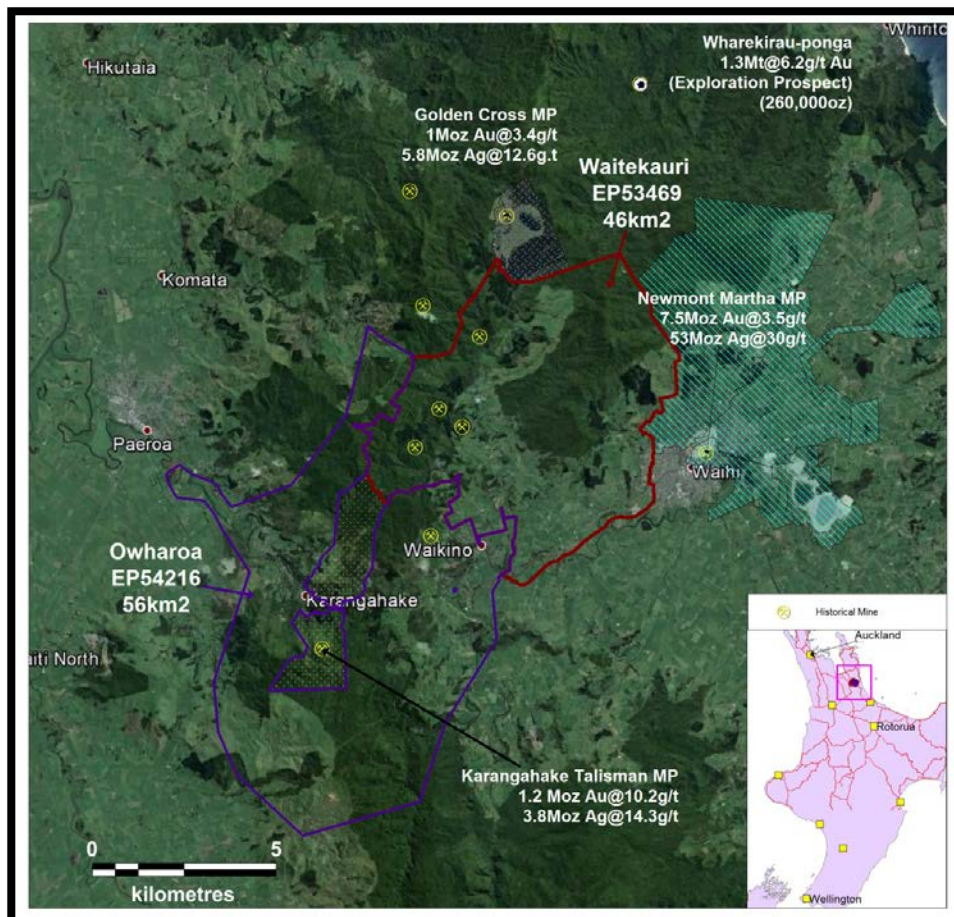 Whirito
Hikutaia
Wharekirau-ponga
1.3Mt@6.2g/t Au
(Exploration Prospect)
(260,000oz)
Golden Cross MP
1Moz Au@3.4g/t
5.8Moz Ag@12.6g.t
Waitekauri
EP53469
46km2
Komata
Newmont Martha MP
7.5Moz Au@3.5g/t
53Moz Ag@30g/t
Paeroa
Waihi
Owharoa
EP54216
56km2
Waikino
Karangahake
aiti North
Karangahake Talisman MP
1.2 Moz Au@10.2g/t
3.8Moz Ag@14.3g/t
0 5
kilometres
Historical Mine
Auckland
Rotorua
Wellington